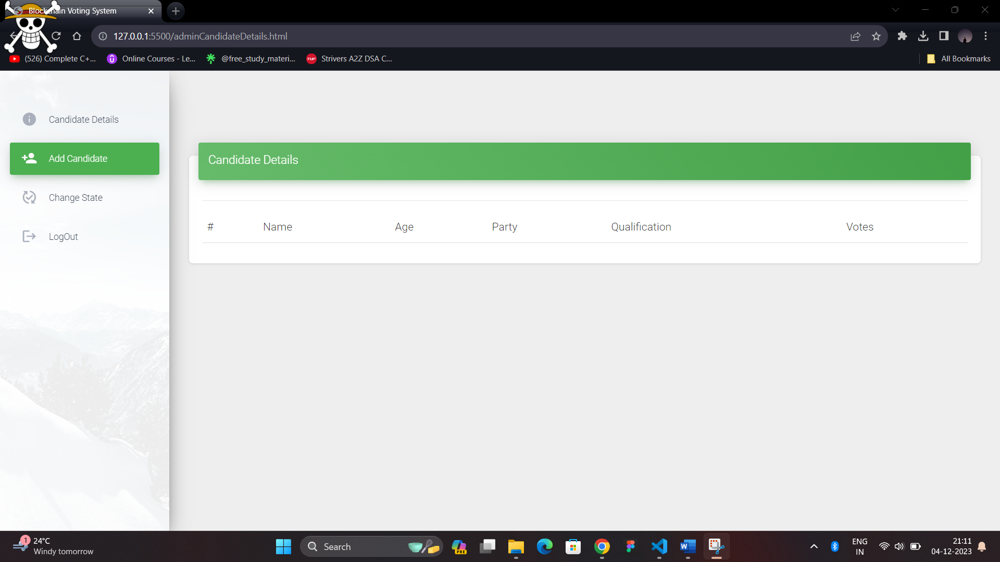 Blockchain Voting System
127.0.0.1:5500/adminCandidateDetails.html
(526) Complete C+... Online Courses - Le... @free_study_materi... Strivers A2Z DSA C... All Bookmarks
Candidate Details
Add Candidate
Change State
LogOut
Candidate Details
# Name Age Party Qualification Votes
1 24°C
Windy tomorrow
Search
PRE
ENG
IN
21:11
04-12-2023